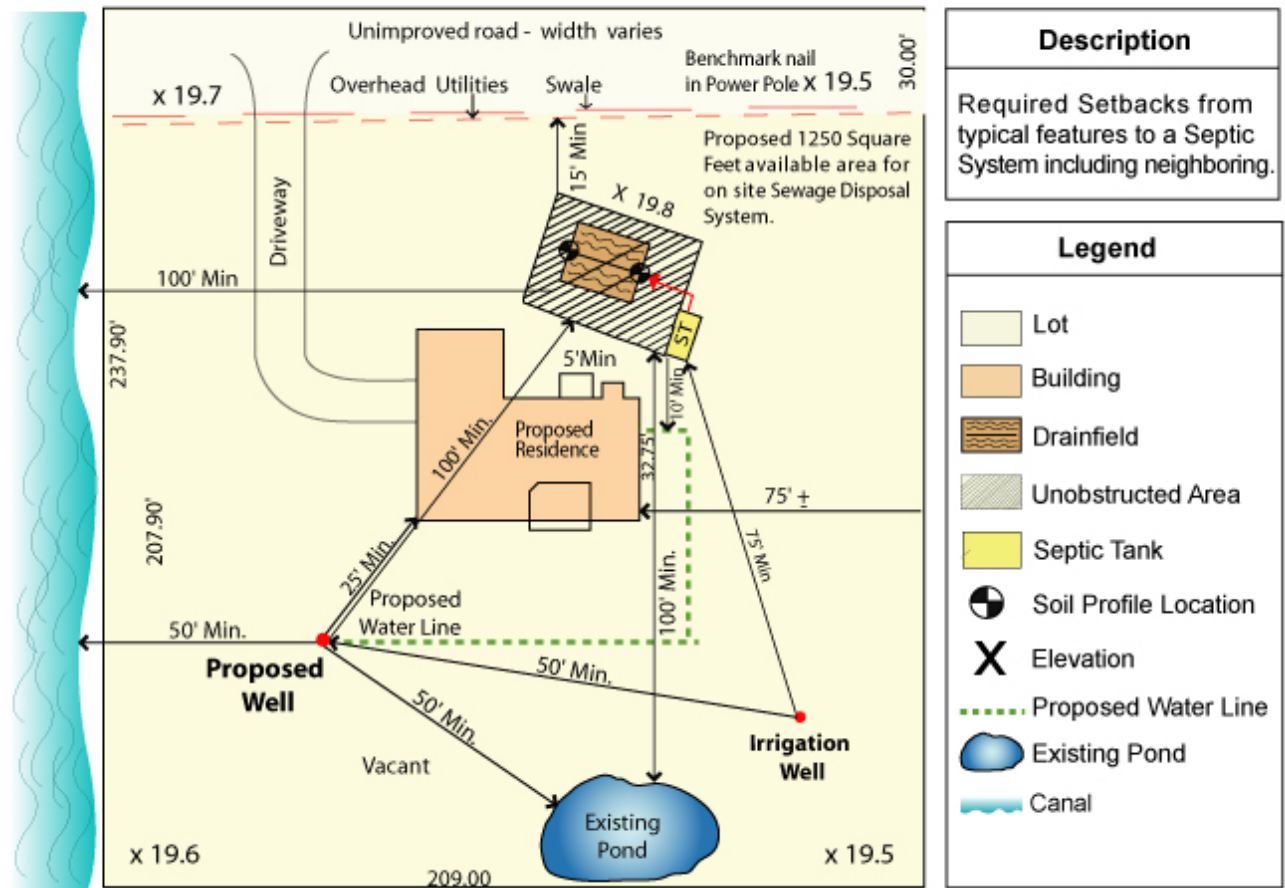 Unimproved road - width varies
Benchmark nail
in Power Pole x 19.5
30.00'
Overhead Utilities
Swale
x 19.7
Proposed 1250 Square
Feet available area for
on site Sewage Disposal
System.
15' Min
X 19.8
Driveway
100' Min
ST
237.90'
5'Min
10' Min
Proposed
Residence
100' Min.
32.75'
75' ±
207.90'
25' Min.
75' Min
Proposed
Water Line
100' Min.
50' Min.
Proposed
Well
50' Min.
50' Min.
Irrigation
Well
Vacant
Existing
Pond
x 19.6
x 19.5
209.00
Description
Required Setbacks from
typical features to a Septic
System including neighboring.
Legend
Lot
Building
Drainfield
Unobstructed Area
Septic Tank
Soil Profile Location
X Elevation
Proposed Water Line
Existing Pond
Canal